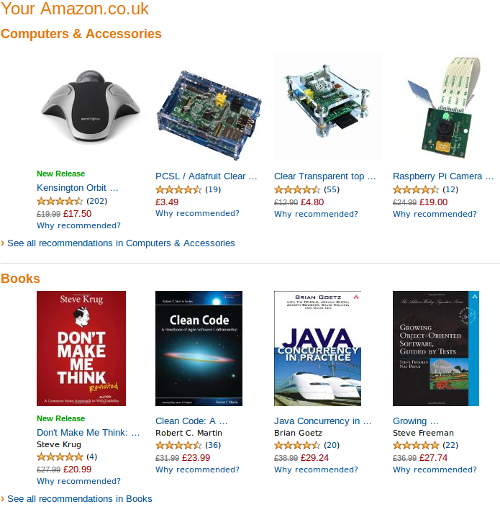 Your Amazon.co.uk
Computers & Accessories
Kensington
New Release
Kensington Orbit ...
(202)
£19.99 £17.50
Why recommended?
PCSL / Adafruit Clear ...
(19)
£3.49
Why recommended?
Clear Transparent top ...
(55)
£12.90 £4.80
Why recommended?
Raspberry Pi Camera ...
(12)
£24.99 £19.00
Why recommended?
› See all recommendations in Computers & Accessories
Books
Steve Krug
DON'T
MAKE
ME
THINK
Revisited
New Release
Don't Make Me Think: ...
Steve Krug
(4)
£27.99 £20.99
Why recommended?
Clean Code
A Handbook of Agile Software Craftsmanship
Robert C. Martin
Clean Code: A ...
Robert C. Martin
(36)
£31.99 £23.99
Why recommended?
BRIAN GOETZ
JAVA
CONCURRENCY
IN PRACTICE
Java Concurrency in ...
Brian Goetz
(20)
£38.99 £29.24
Why recommended?
GROWING
OBJECT-ORIENTED
SOFTWARE,
GUIDED BY TESTS
STEVE FREEMAN
NAT PRYCE
Growing ...
Steve Freeman
(22)
£36.99 £27.74
Why recommended?
› See all recommendations in Books